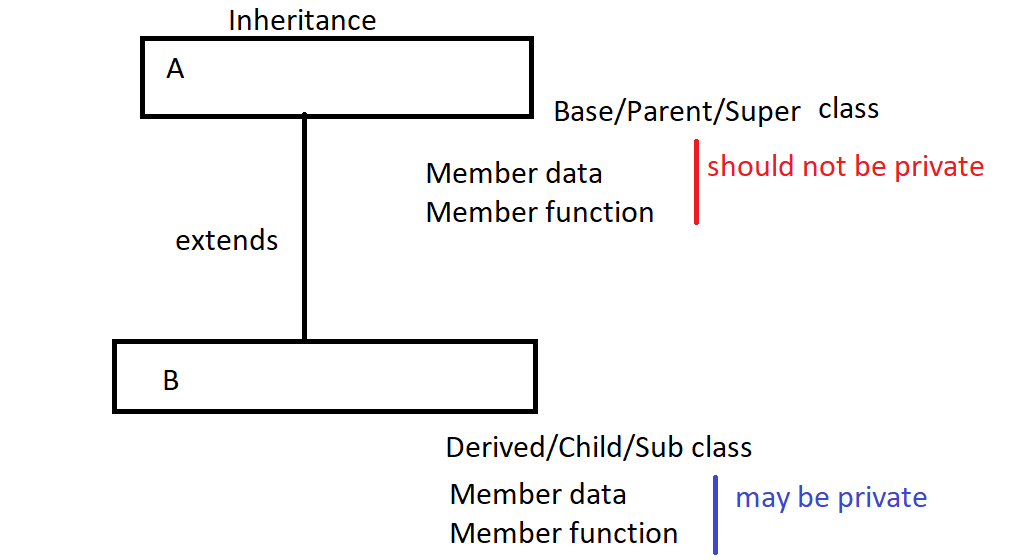 Inheritance
A
Base/Parent/Super class
Member data
should not be private
Member function
extends
B
Derived/Child/Sub class
Member data
may be private
Member function